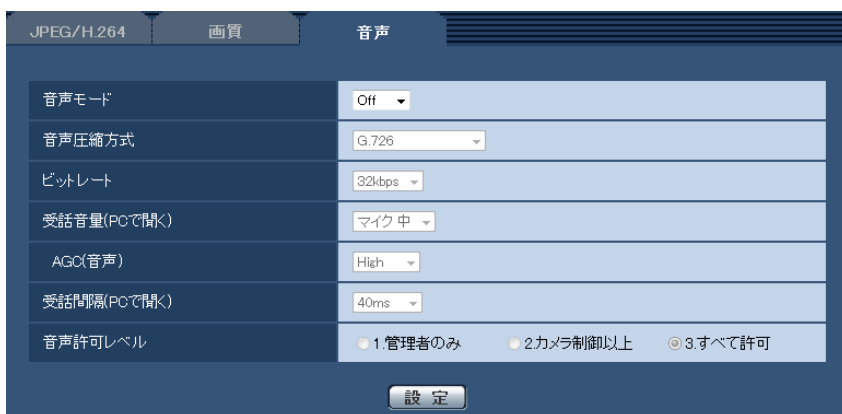 JPEG/H.264 画質 音声
音声モード Off
音声圧縮方式 G.726
ビットレート 32kbps
受話音量(PCで聞く) マイク 中
AGC(音声) High
受話間隔(PCで聞く) 40ms
音声許可レベル 1.管理者のみ 2.カメラ制御以上 3.すべて許可
設定